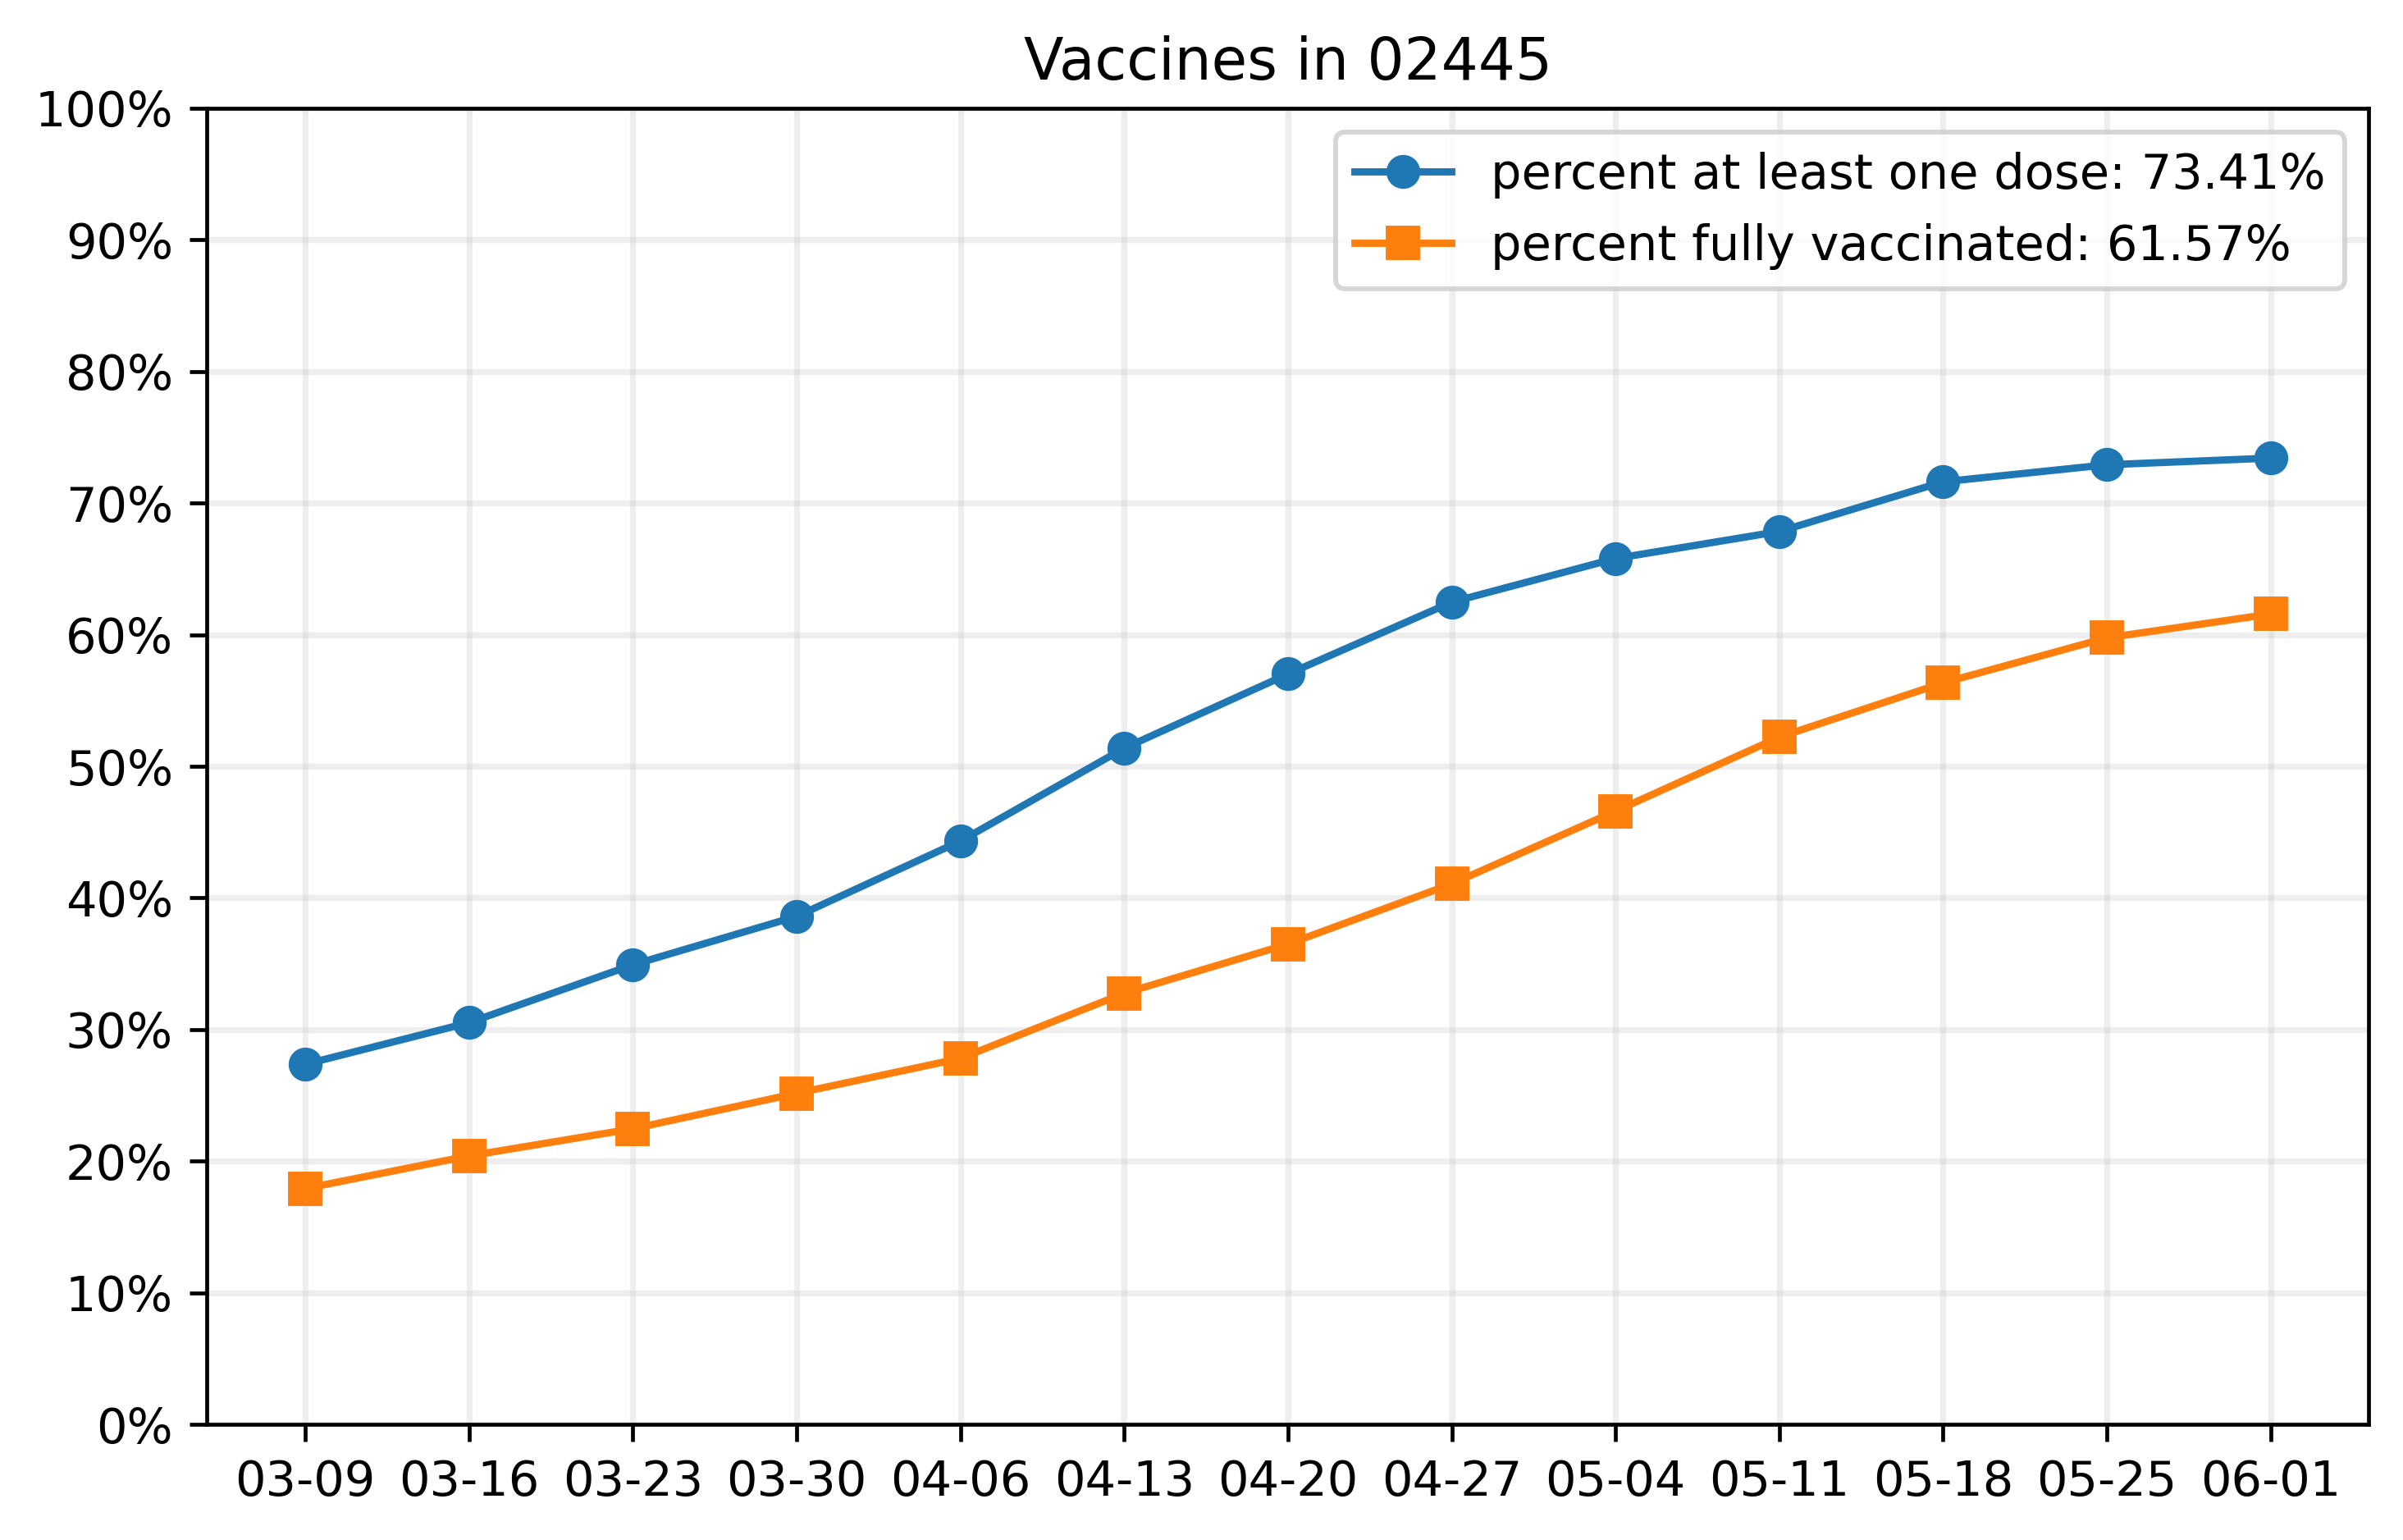 Vaccines in 02445
100%
90%
80%
70%
60%
50%
40%
30%
20%
10%
0%
percent at least one dose: 73.41%
percent fully vaccinated: 61.57%
03-09 03-16 03-23 03-30 04-06 04-13 04-20 04-27 05-04 05-11 05-18 05-25 06-01